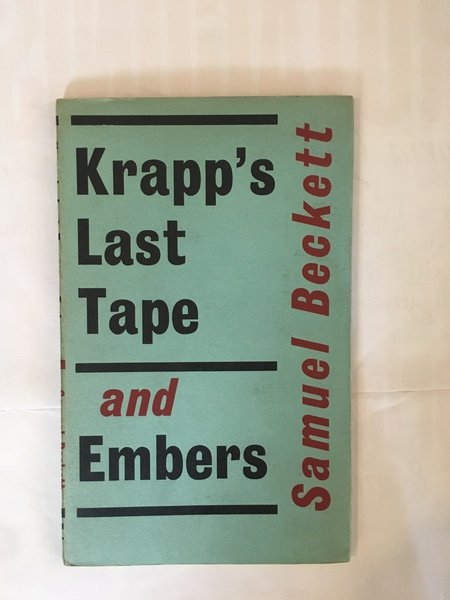 Krapp's
Last
Tape
and
Embers
Samuel Beckett